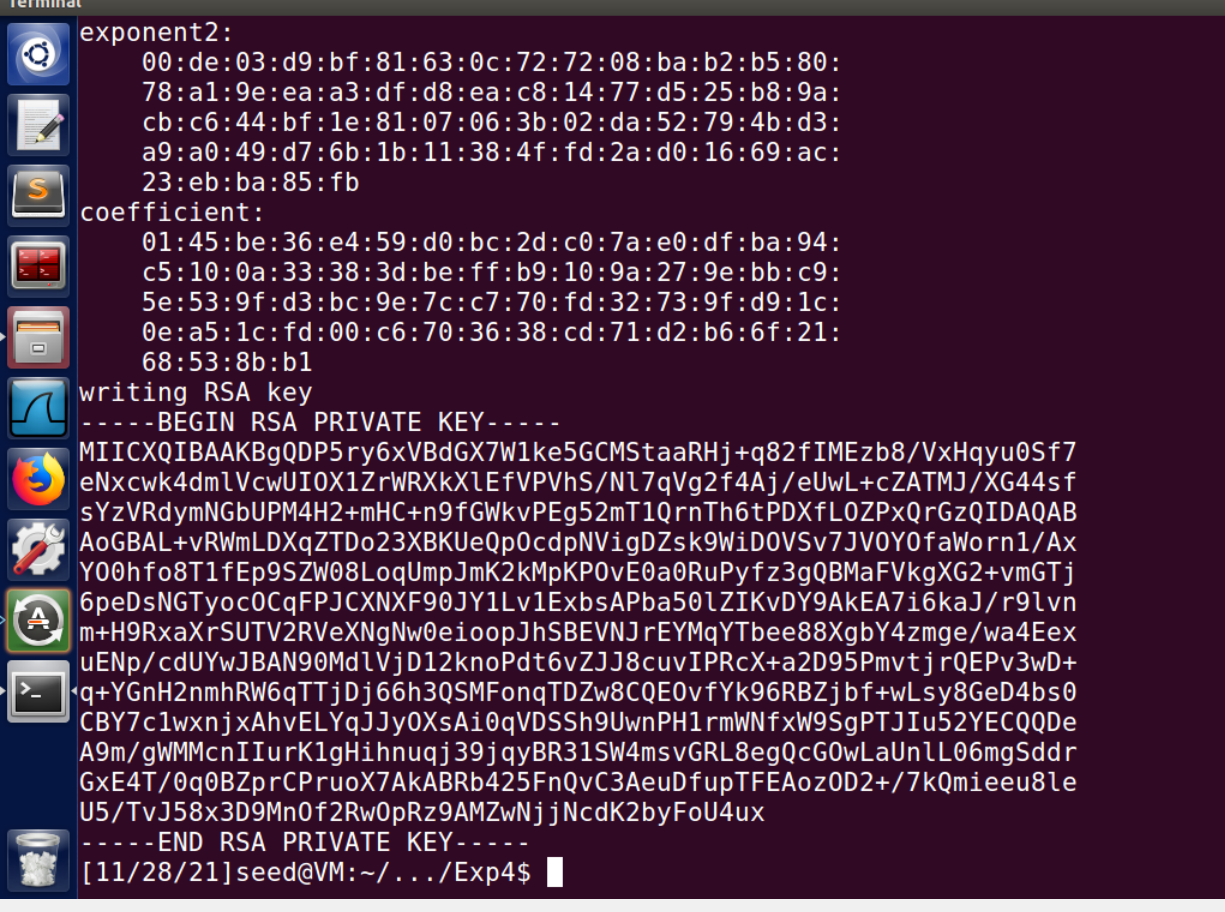 Terminal
exponent2:
00:de:03:d9:bf:81:63:0c:72:72:08:ba:b2:b5:80:
78:a1:9e:ea:a3:df:d8:ea:c8:14:77:d5:25:b8:9a:
cb:c6:44:bf:1e:81:07:06:3b:02:da:52:79:4b:d3:
a9:a0:49:d7:6b:1b:11:38:4f:fd:2a:d0:16:69:ac:
23:eb:ba:85:fb
coefficient:
01:45:be:36:e4:59:d0:bc:2d:c0:7a:e0:df:ba:94:
c5:10:0a:33:38:3d:be:ff:b9:10:9a:27:9e:bb:c9:
5e:53:9f:d3:bc:9e:7c:c7:70:fd:32:73:9f:d9:1c:
0e:a5:1c:fd:00:c6:70:36:38:cd:71:d2:b6:6f:21:
68:53:8b:b1
writing RSA key
-----BEGIN RSA PRIVATE KEY-----
MIICXQIBAAKBgQDP5ry6xVBdGX7W1ke5GCMStaaRHj+q82fIMEzb8/VxHqyu0Sf7
eNxcwk4dmlVcwUIOX1ZrWRXkXlEfVPVhS/Nl7qVg2f4Aj/eUwL+cZATMJ/XG44sf
sYzVRdymNGbUPM4H2+mHC+n9fGWkvPEg52mT1QrnTh6tPDXfLOZPxQrGzQIDAQAB
AoGBAL+vRWmLDXqZTDo23XBKUeQpOcdpNVigDZsk9WiDOVSv7JVOYOfaWorn1/Ax
YO0hfo8T1fEp9SZW08LoqUmpJmK2kMpKPOvE0a0RuPyfz3gQBMaFVkgXG2+vmGTj
6peDsNGTyocOCqFPJCXNXF90JY1Lv1ExbsAPba50lZIKvDY9AkEA7i6kaJ/r9lvn
m+H9RxaXrSUTV2RVeXNgNw0eioopJhSBEVNJrEYMqYTbee88XgbY4zmge/wa4Eex
uENp/cdUYwJBAN90MdlVjD12knoPdt6vZJJ8cuvIPRcX+a2D95PmvtjrQEPv3wD+
q+YGnH2nmhRW6qTTjDj66h3QSMFonqTDZw8CQEOvfYk96RBZjbf+wLsy8GeD4bs0
CBY7c1wxnjxAhvELYqJJyOXsAi0qVDSSh9UwnPH1rmWNfxW9SgPTJIu52YECQQDe
A9m/gWMMcnIIurK1gHihnuqj39jqyBR31SW4msvGRL8egQcGOwLaUnlL06mgSddr
GxE4T/0q0BZprCPruoX7AkABRb425FnQvC3AeuDfupTFEAozOD2+/7kQmieeu8le
U5/TvJ58x3D9MnOf2RwOpRz9AMZwNjjNcdK2byFoU4ux
-----END RSA PRIVATE KEY-----
[11/28/21]seed@VM:~/.../Exp4$